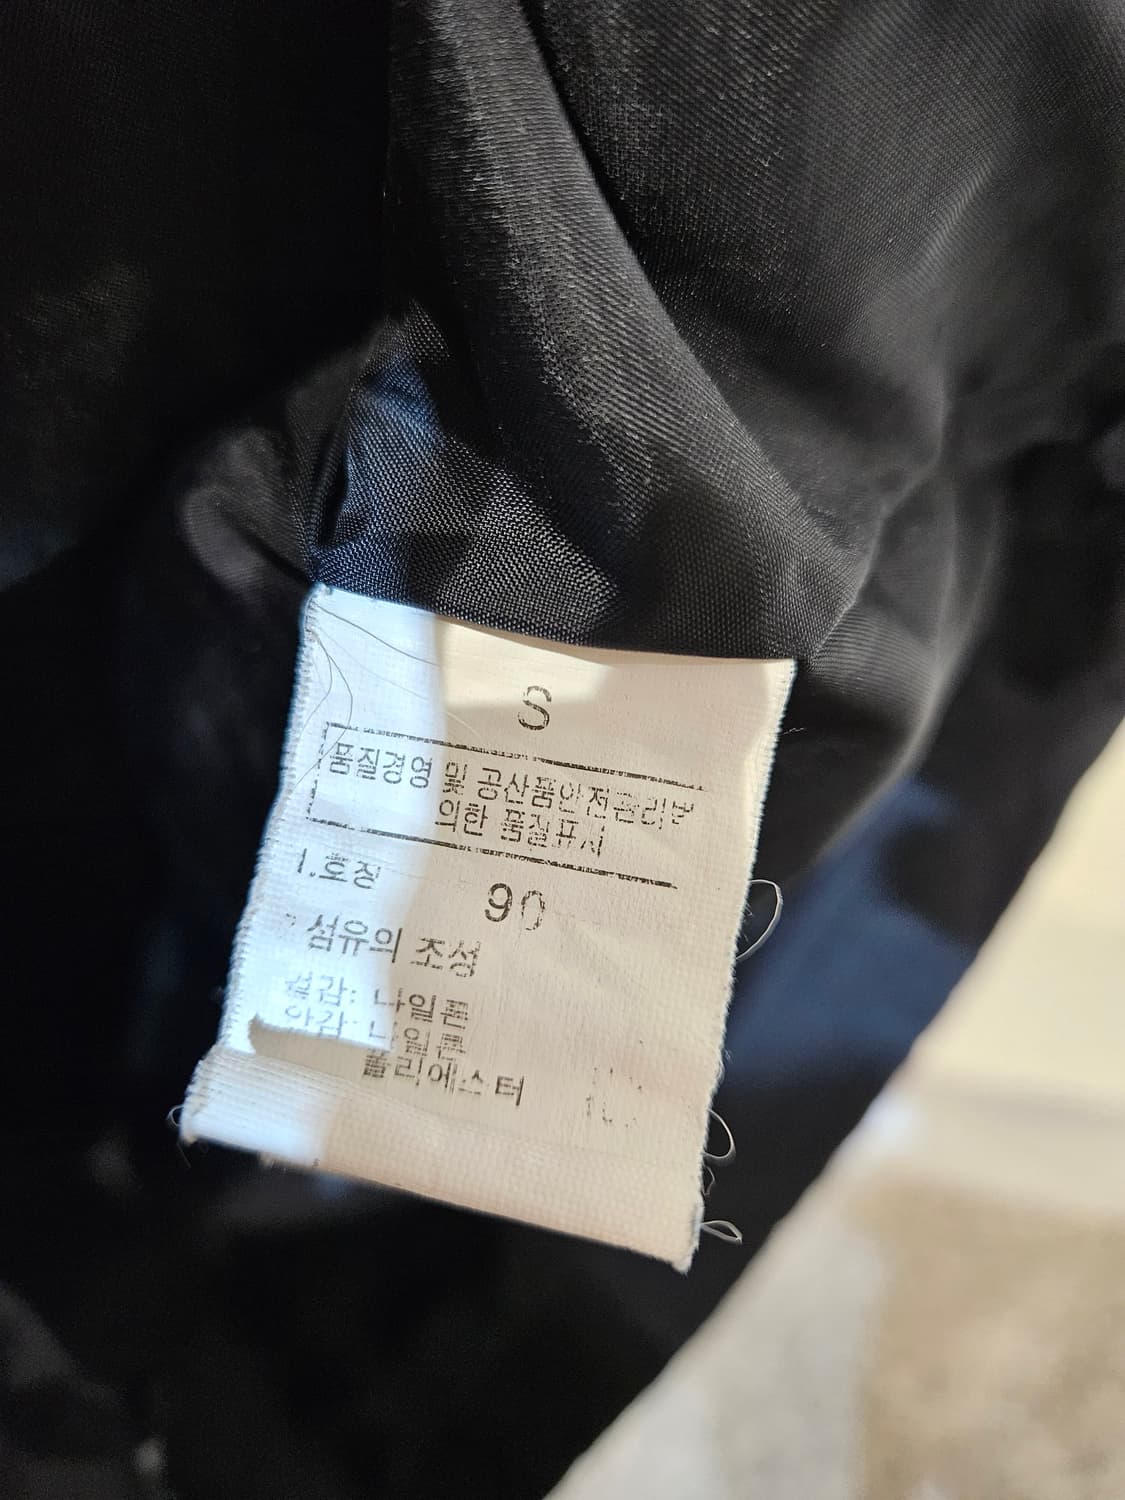 S
품질경영 및 공산품안전관리법
의한 품질표시
1.호칭 90
섬유의 조성
겉감: 나일론
안감: 나일론
폴리에스터